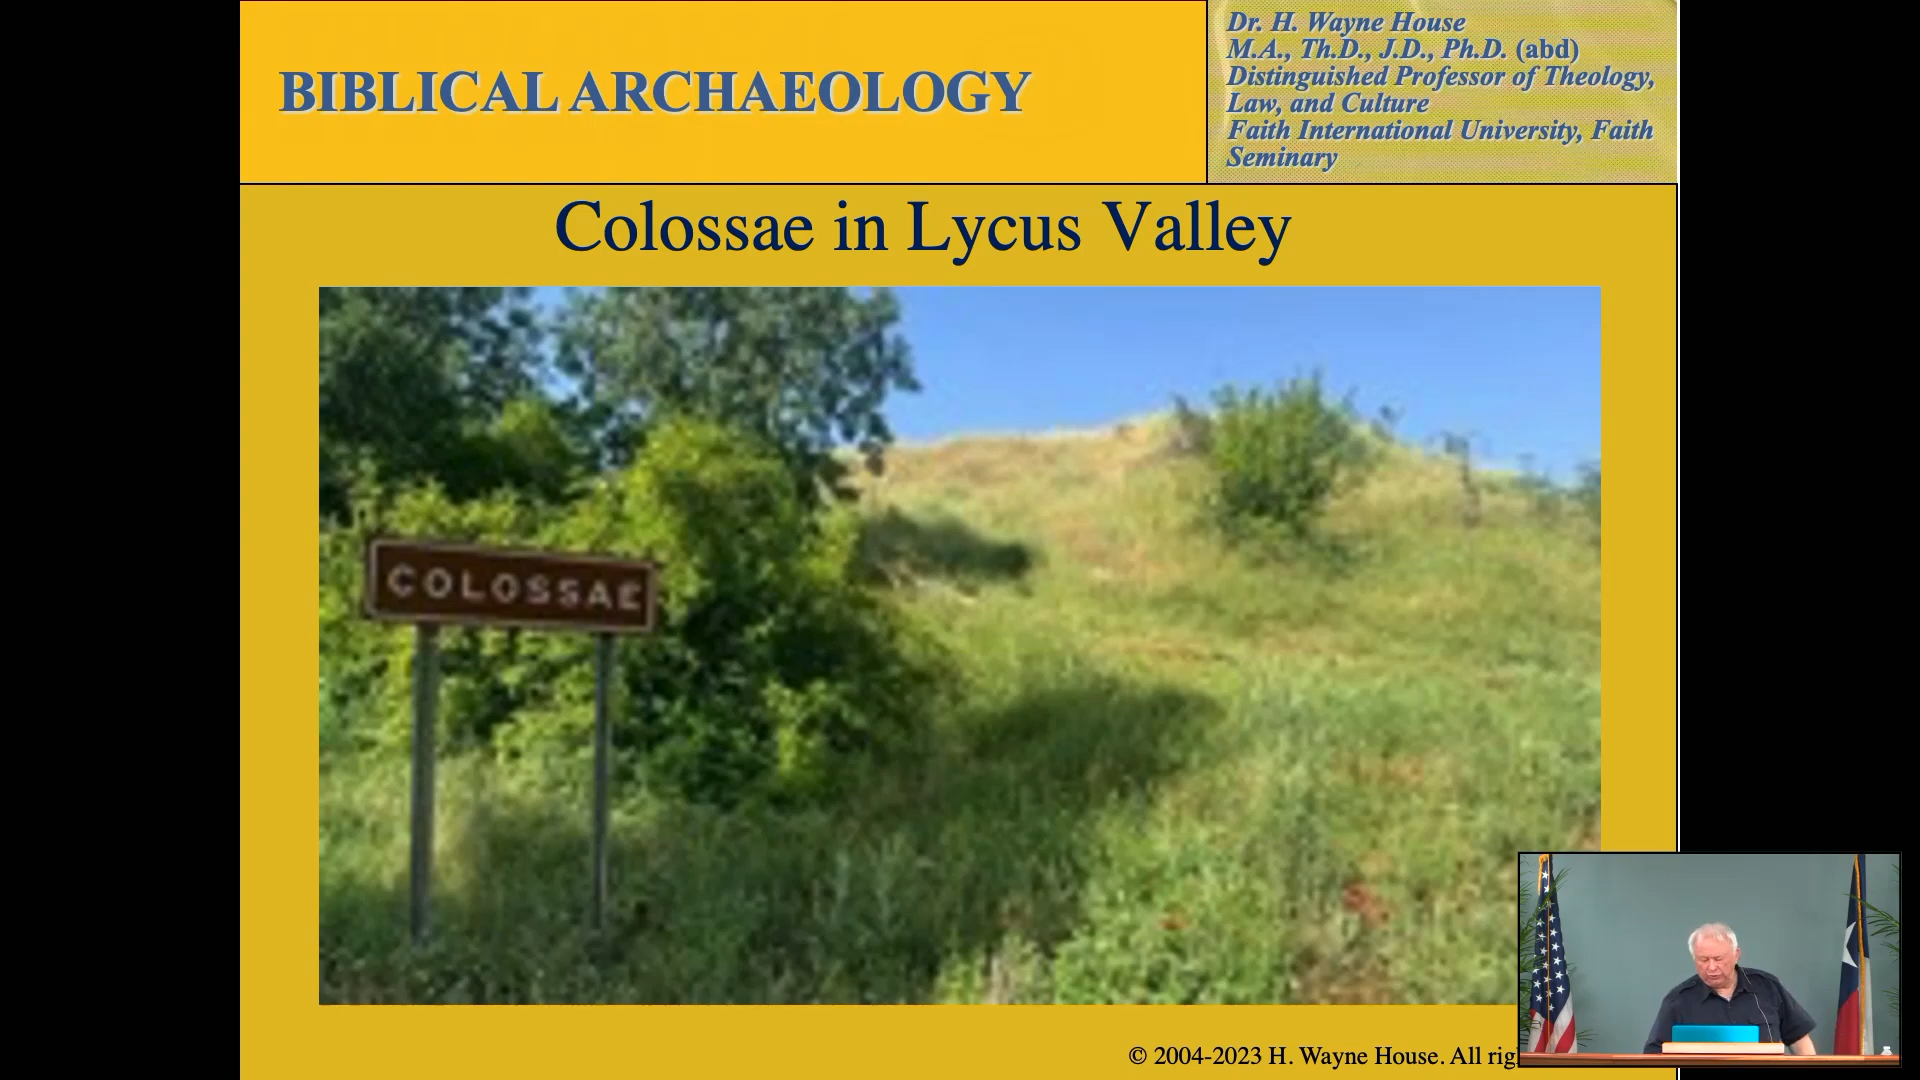 BIBLICAL ARCHAEOLOGY
Dr. H. Wayne House
M.A., Th.D., J.D., Ph.D. (abd)
Distinguished Professor of Theology,
Law, and Culture
Faith International University, Faith
Seminary
Colossae in Lycus Valley
COLOSSAE
© 2004-2023 H. Wayne House. All